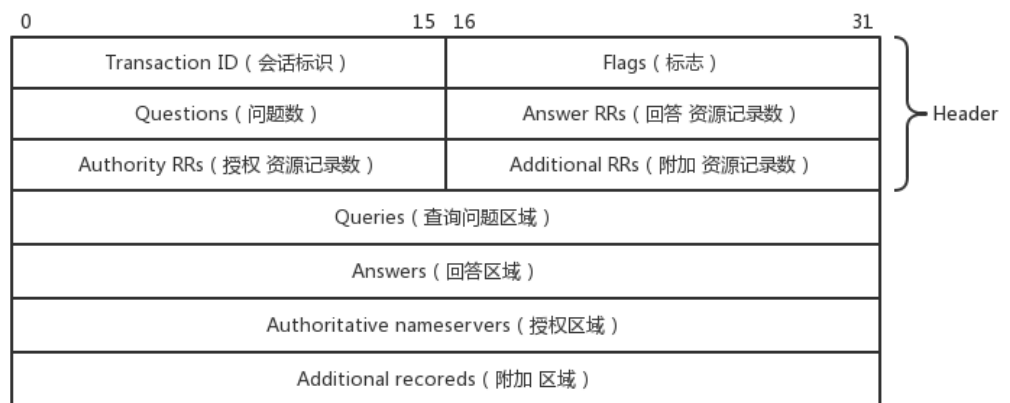 0 15 16 31
Transaction ID ( 会话标识 ) Flags ( 标志 )
Questions ( 问题数 ) Answer RRs ( 回答 资源记录数 )
Header
Authority RRs ( 授权 资源记录数 ) Additional RRs ( 附加 资源记录数 )
Queries ( 查询问题区域 )
Answers ( 回答区域 )
Authoritative nameservers ( 授权区域 )
Additional recoreds ( 附加 区域 )